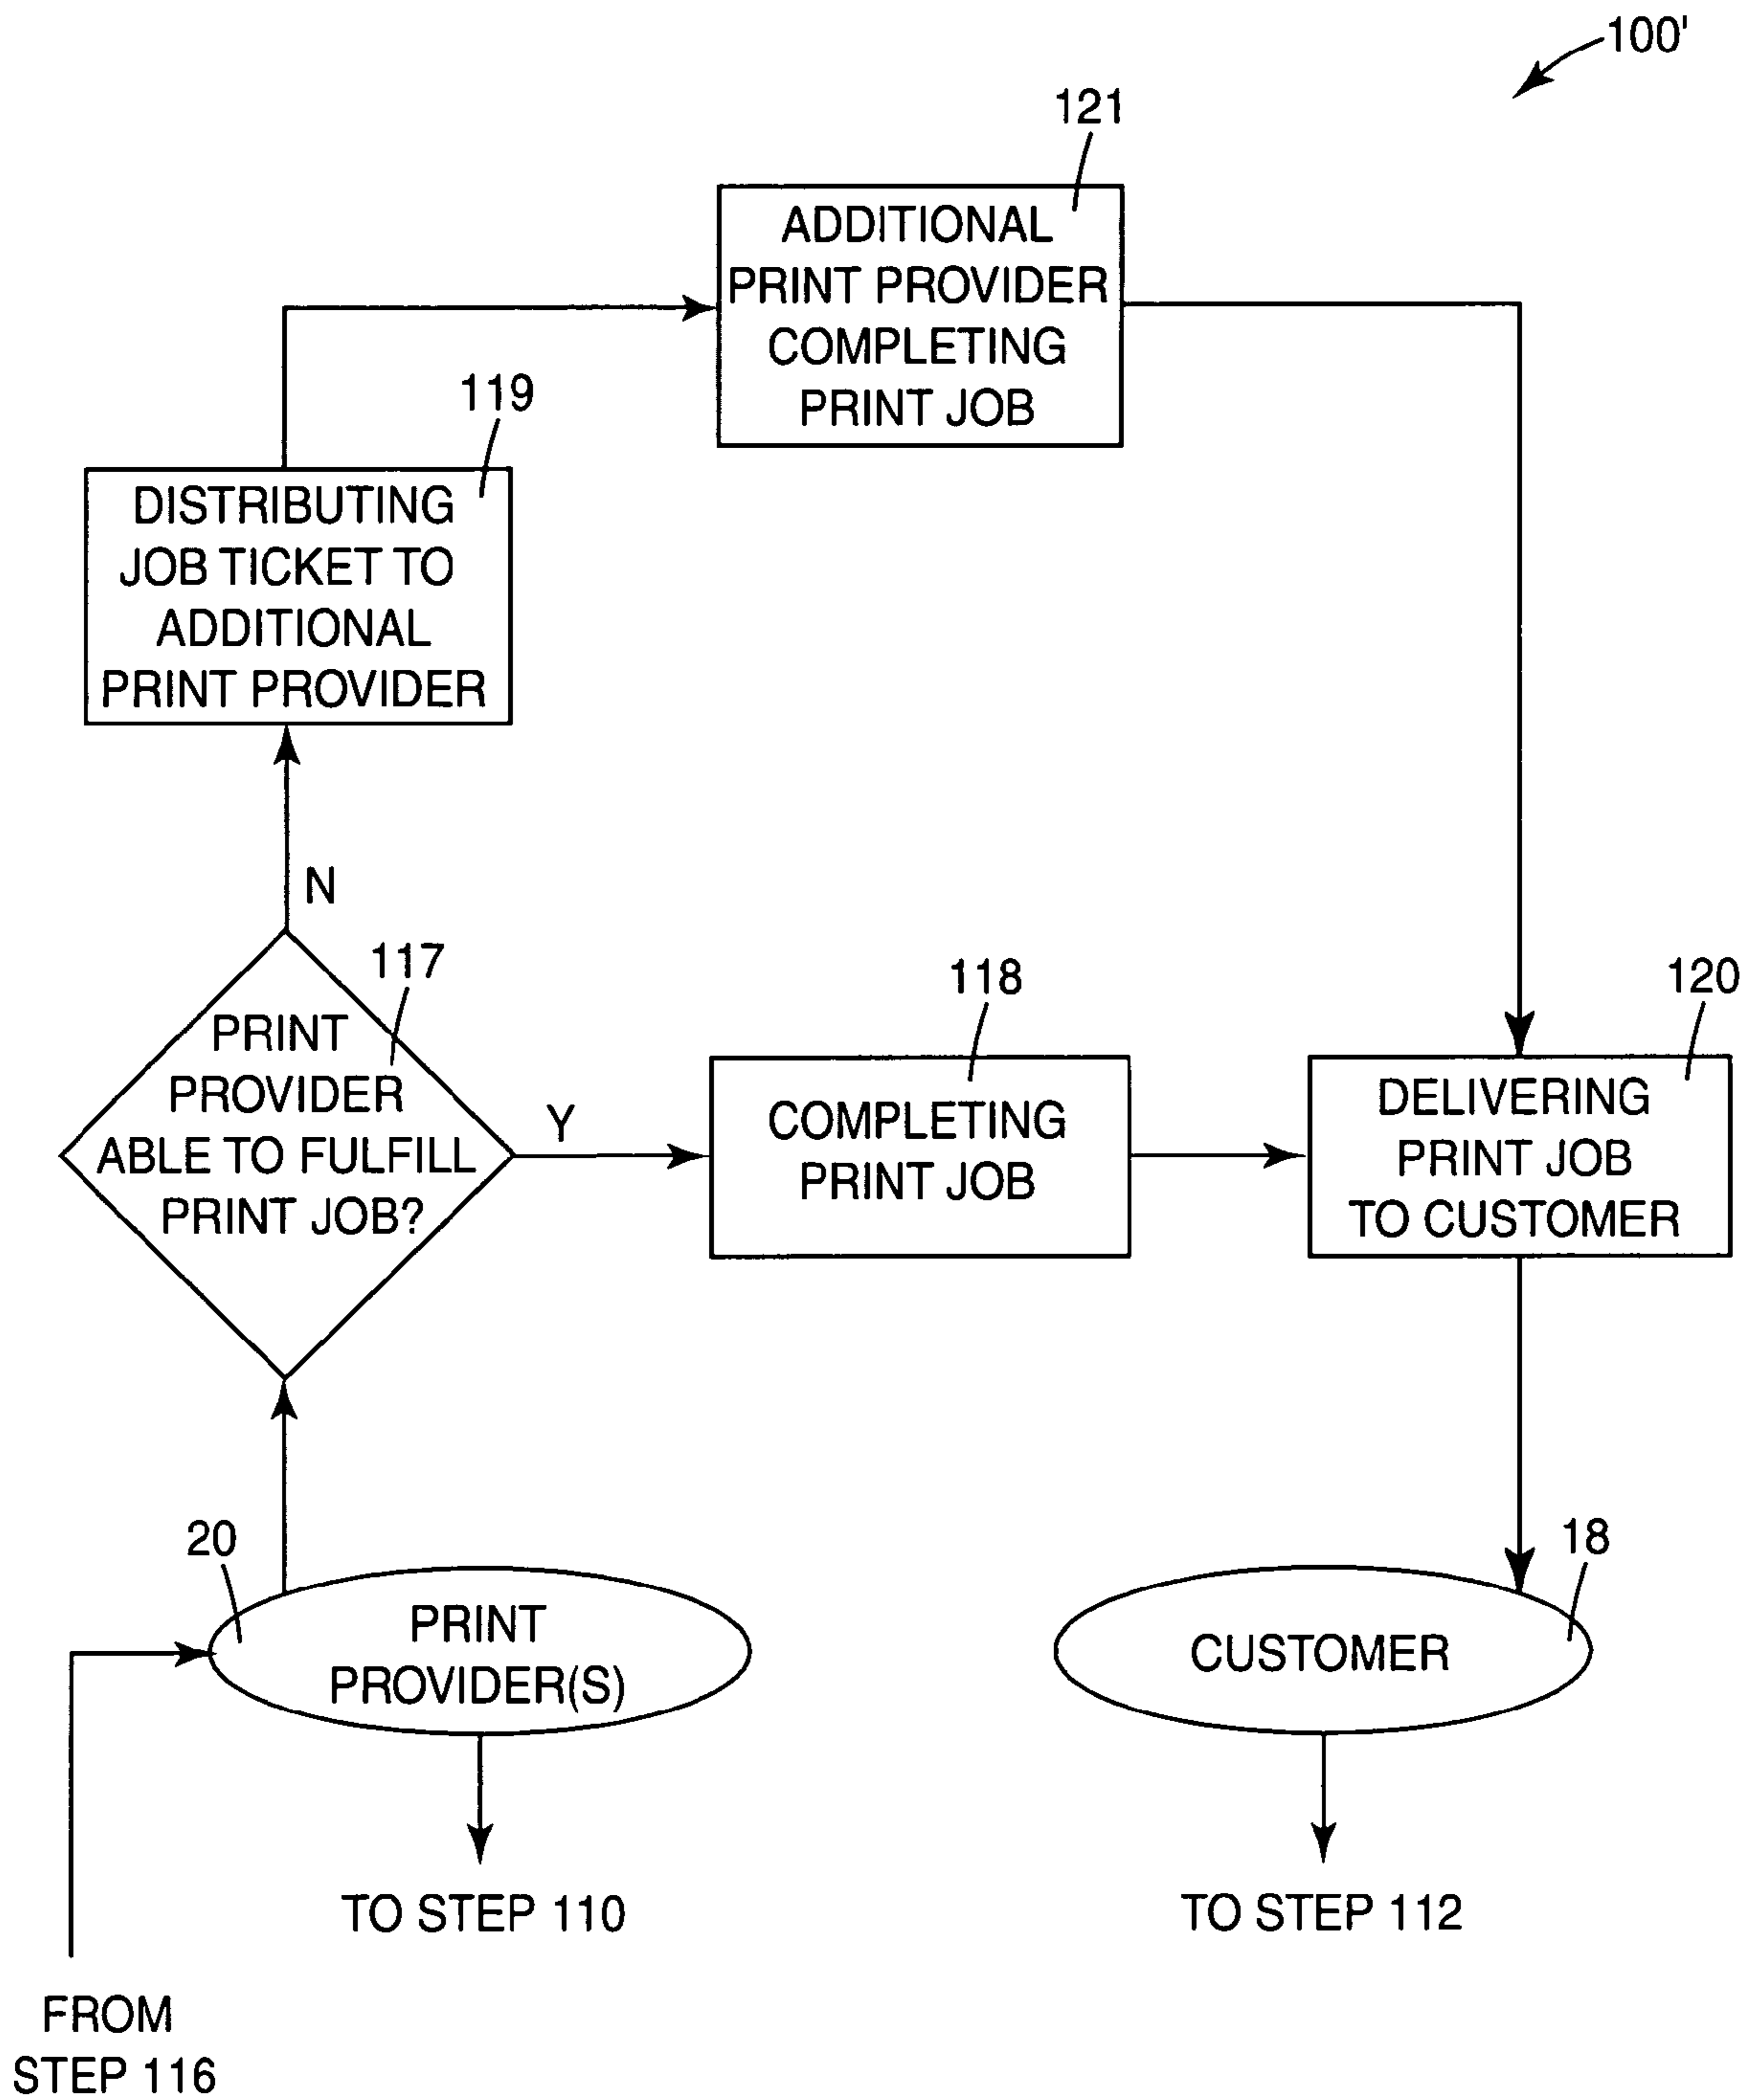 100'
121
ADDITIONAL
PRINT PROVIDER
COMPLETING
PRINT JOB
119
DISTRIBUTING
JOB TICKET TO
ADDITIONAL
PRINT PROVIDER
N
117
PRINT
PROVIDER
ABLE TO FULFILL
PRINT JOB?
Y
118
COMPLETING
PRINT JOB
120
DELIVERING
PRINT JOB
TO CUSTOMER
20
PRINT
PROVIDER(S)
18
CUSTOMER
TO STEP 110
TO STEP 112
FROM
STEP 116